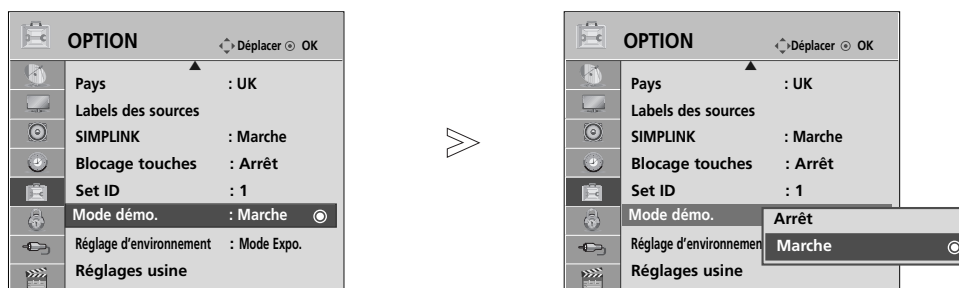 OPTION
Déplacer OK
Pays : UK
Labels des sources
SIMPLINK : Marche
Blocage touches : Arrêt
Set ID : 1
Mode démo. : Marche
Réglage d'environnement : Mode Expo.
Réglages usine
OPTION
Déplacer OK
Pays : UK
Labels des sources
SIMPLINK : Marche
Blocage touches : Arrêt
Set ID : 1
Mode démo.
Arrêt
Réglage d'environnemen
Marche
Réglages usine